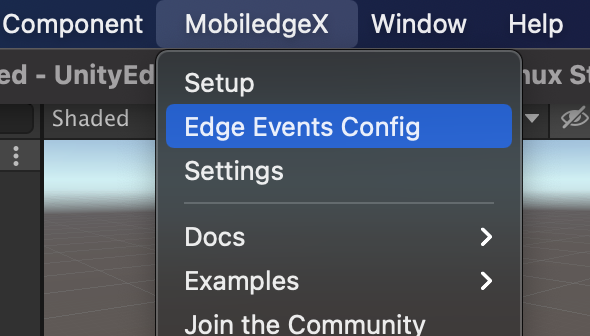 Component MobiledgeX Window Help
ed - UnityEd
nux St
Shaded
Setup
Edge Events Config
Settings
Docs
Examples
Join the Community